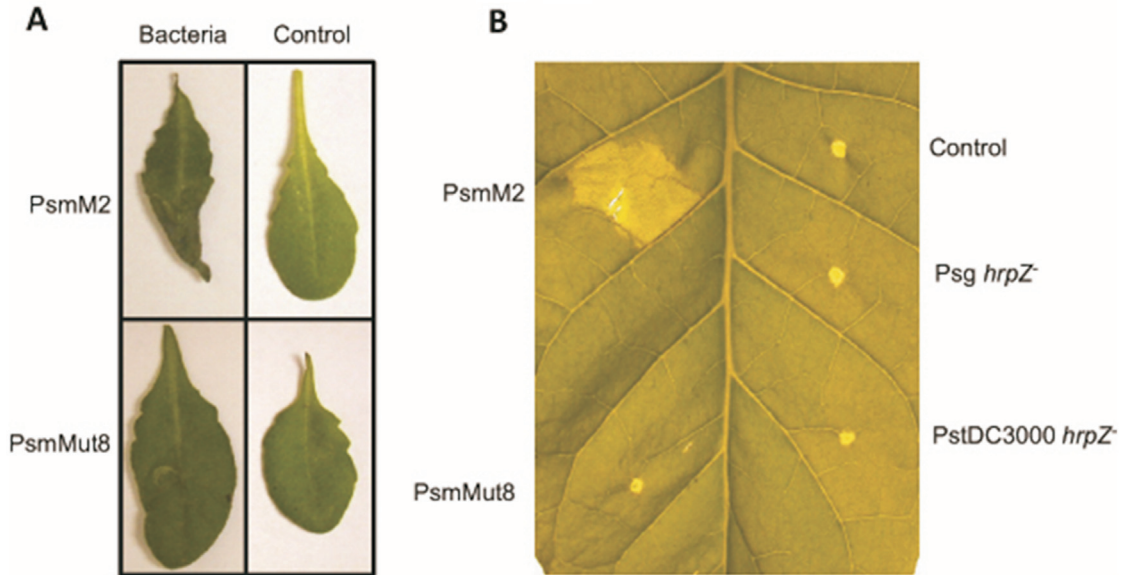 A
B
Bacteria
Control
PsmM2
PsmMut8
PsmM2
PsmMut8
Control
Psg hrpZ-
PstDC3000 hrpZ-